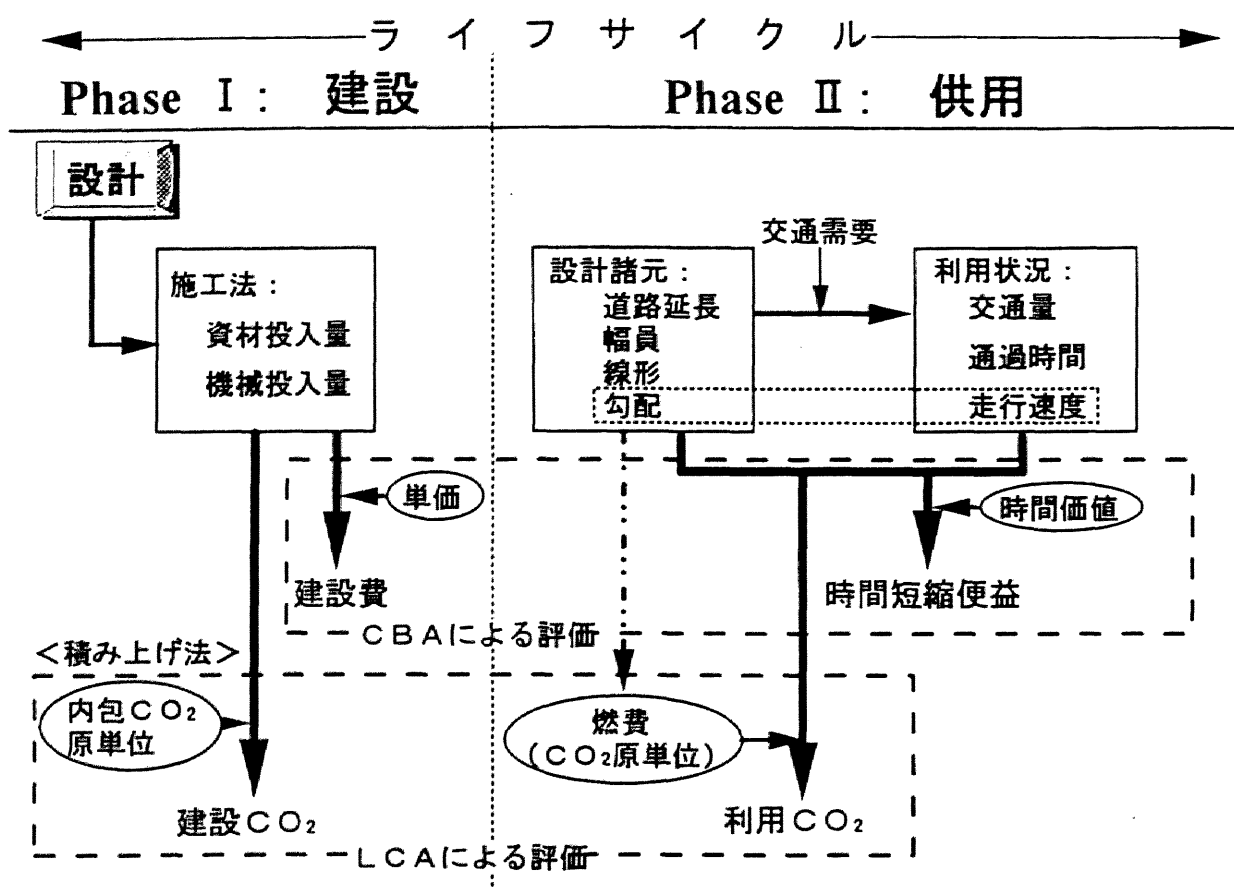 ライフサイクル
Phase Ⅰ: 建設
Phase Ⅱ: 供用
設計
施工法:
資材投入量
機械投入量
交通需要
設計諸元:
道路延長
幅員
線形
勾配
利用状況:
交通量
通過時間
走行速度
単価
時間価値
建設費
時間短縮便益
CBAによる評価
<積み上げ法>
内包CO₂
原単位
燃費
(CO₂原単位)
建設CO₂
利用CO₂
LCAによる評価